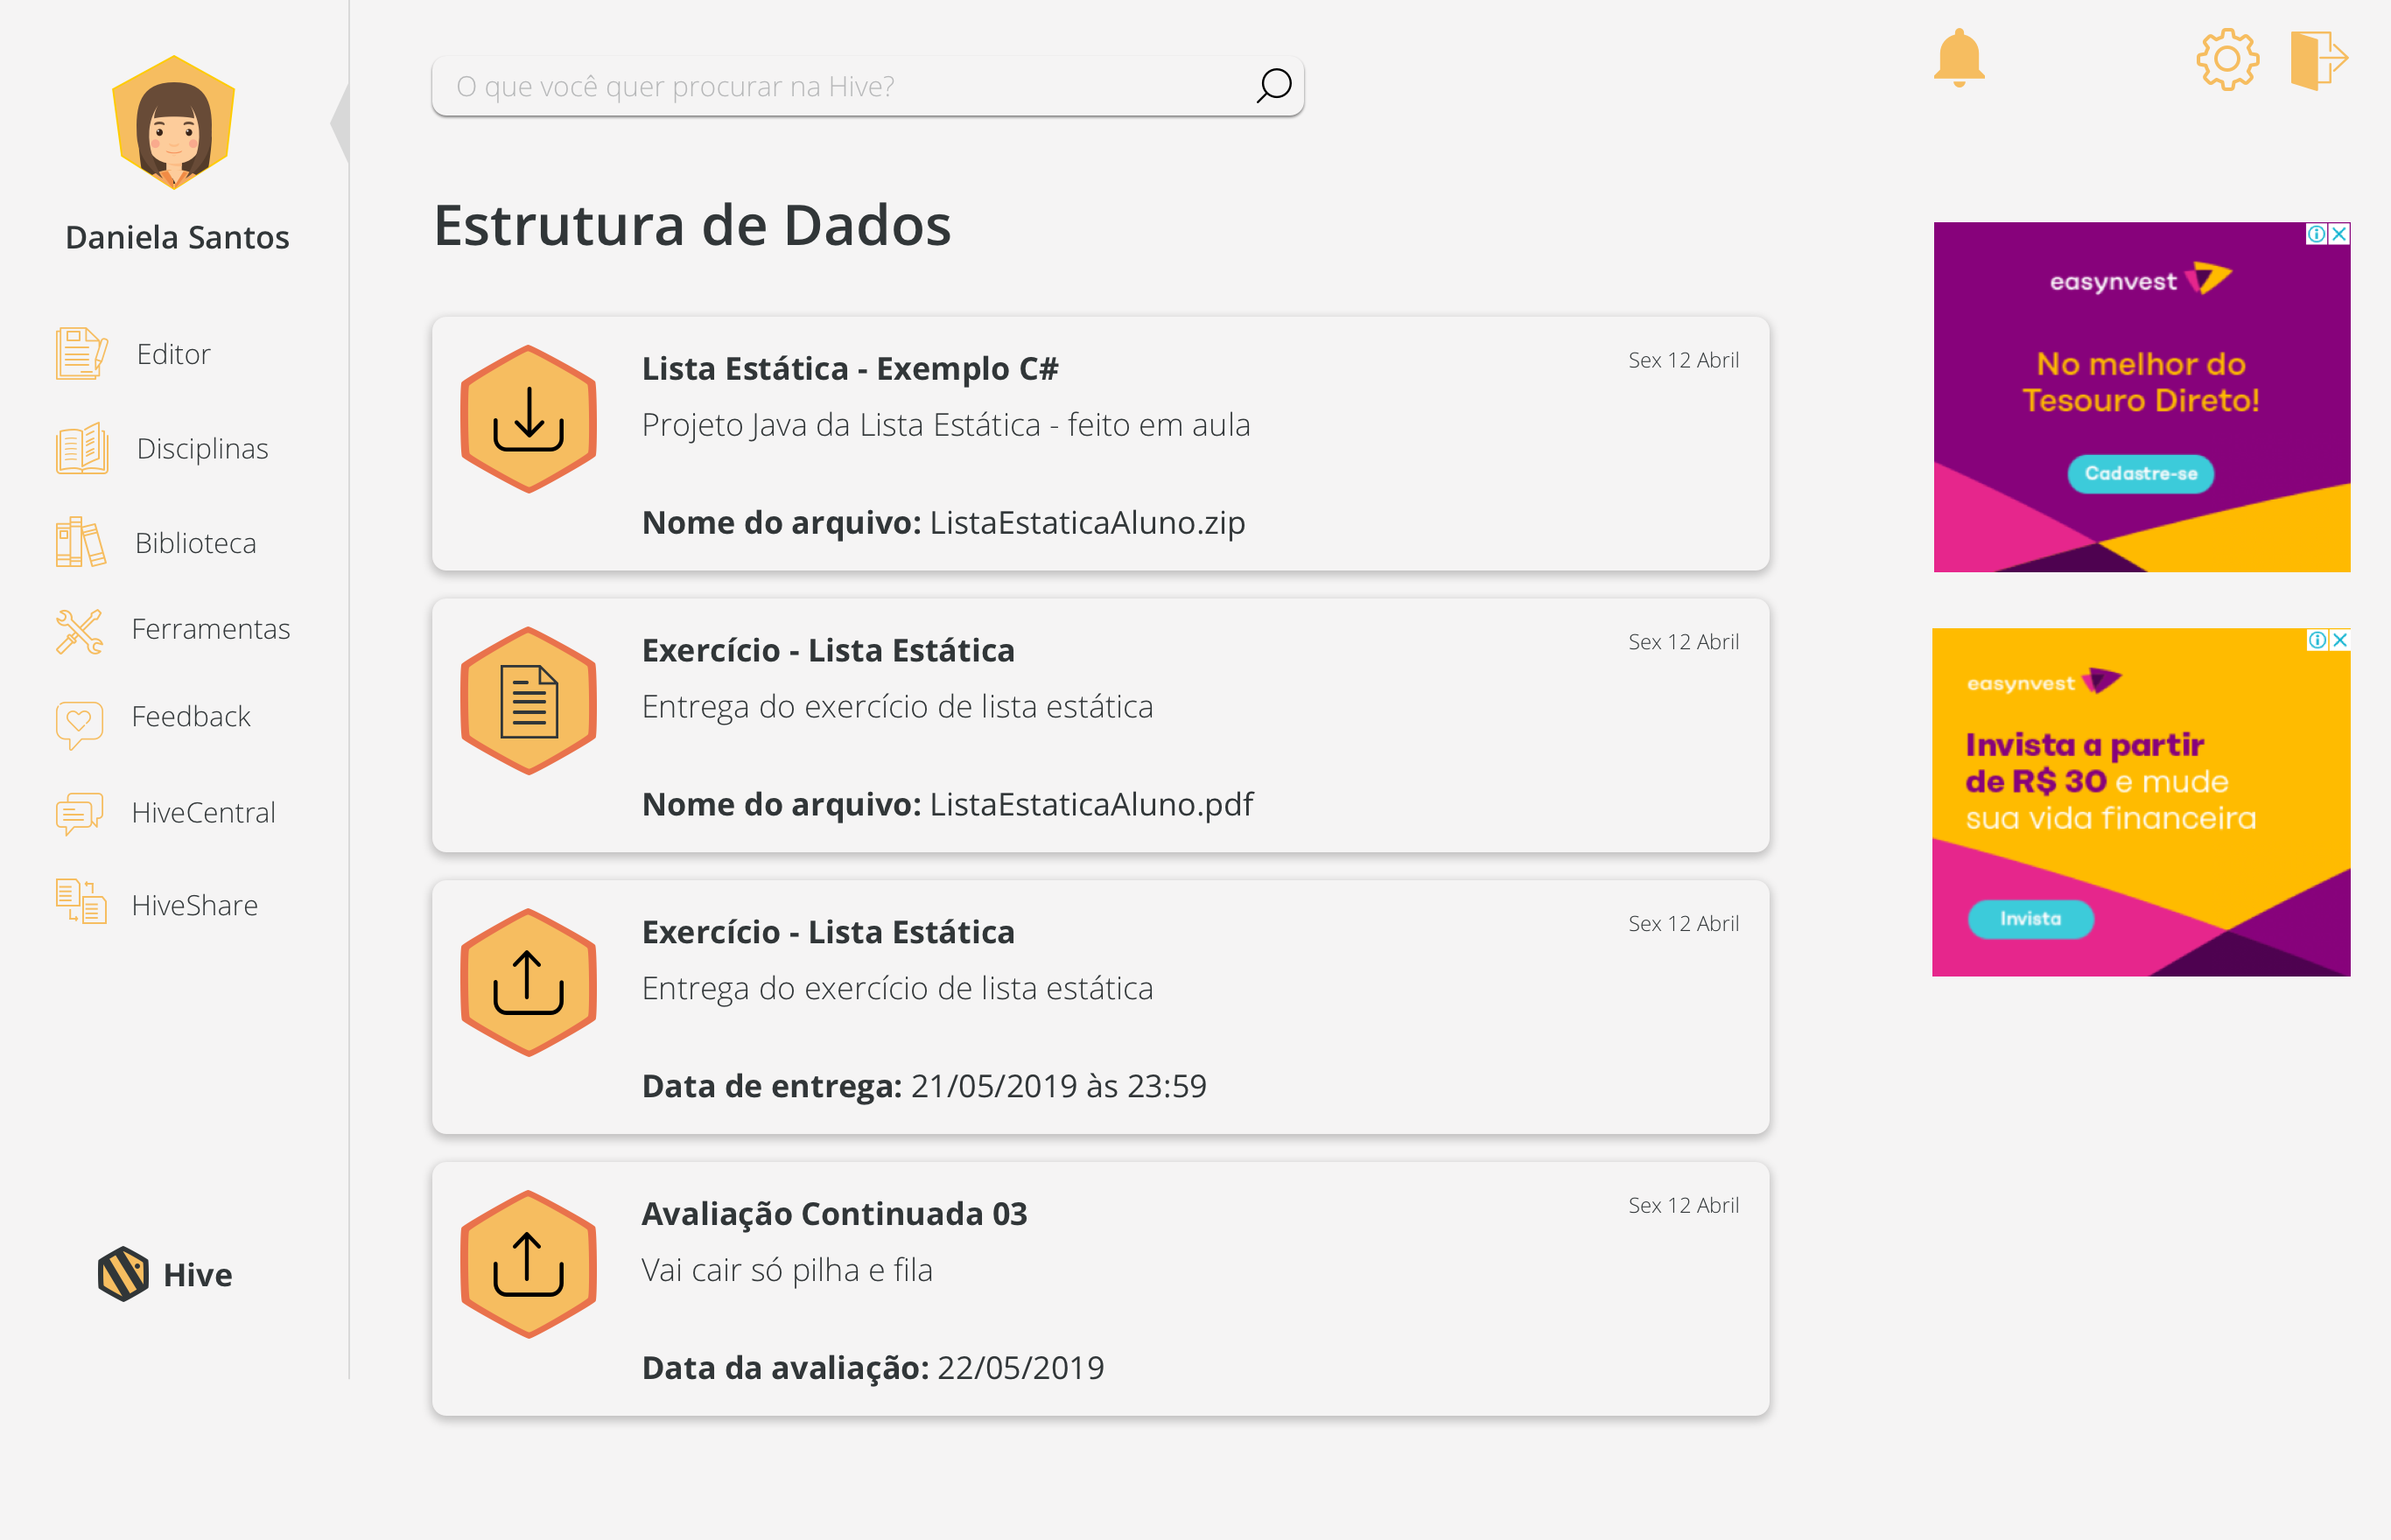 Daniela Santos
Editor
Disciplinas
Biblioteca
Ferramentas
Feedback
HiveCentral
HiveShare
Hive
O que você quer procurar na Hive?
Estrutura de Dados
Lista Estática - Exemplo C#
Sex 12 Abril
Projeto Java da Lista Estática - feito em aula
Nome do arquivo: ListaEstaticaAluno.zip
Exercício - Lista Estática
Sex 12 Abril
Entrega do exercício de lista estática
Nome do arquivo: ListaEstaticaAluno.pdf
Exercício - Lista Estática
Sex 12 Abril
Entrega do exercício de lista estática
Data de entrega: 21/05/2019 às 23:59
Avaliação Continuada 03
Sex 12 Abril
Vai cair só pilha e fila
Data da avaliação: 22/05/2019
easynvest
No melhor do
Tesouro Direto!
Cadastre-se
easynvest
Invista a partir
de R$ 30 e mude
sua vida financeira
Invista